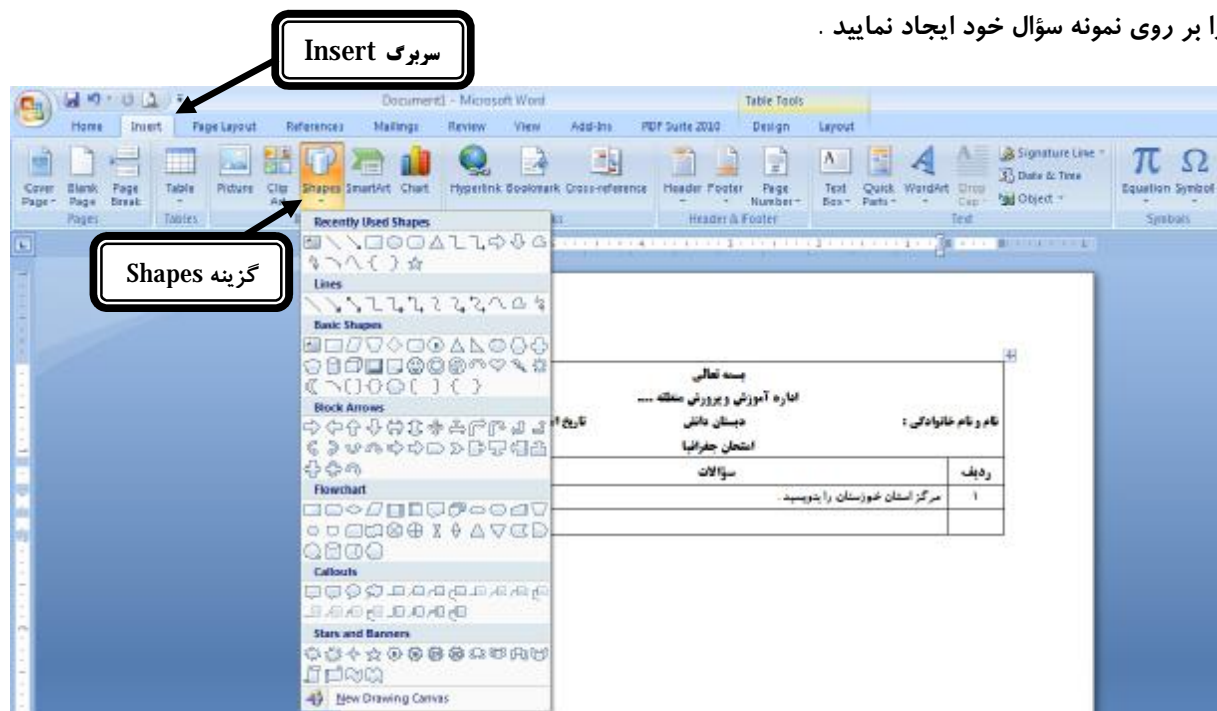 را بر روی نمونه سؤال خود ایجاد نمایید .
سربرگ Insert
Document1 - Microsoft Word
Table Tools
Home Insert Page Layout References Mailings Review View Add-Ins PDF Suite 2010 Design Layout
Cover Page
Blank Page
Page Break
Table
Picture
Clip
Shapes
SmartArt
Chart
Hyperlink
Bookmark
Cross-reference
Header
Footer
Page Number
Text Box
Quick Parts
WordArt
Drop Cap
Signature Line
Date & Time
Object
Equation
Symbol
Pages
Tables
Header & Footer
Text
Symbols
گزینه Shapes
Recently Used Shapes
Lines
Basic Shapes
Block Arrows
Flowchart
Callouts
Stars and Banners
New Drawing Canvas
بسمه تعالی
اداره آموزش و پرورش منطقه ....
نام و نام خانوادگی :
دبستان دانش
تاریخ
امتحان جغرافیا
ردیف
سؤالات
۱
مرکز استان خوزستان را بنویسید .